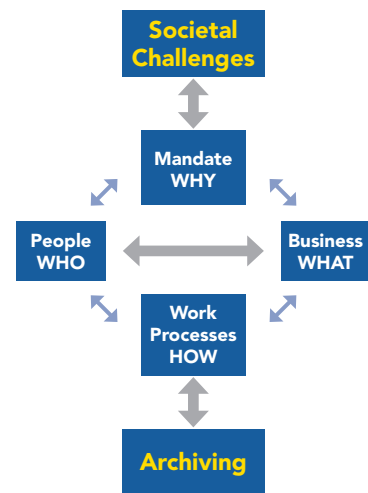 Societal
Challenges
Mandate
WHY
People
WHO
Business
WHAT
Work
Processes
HOW
Archiving